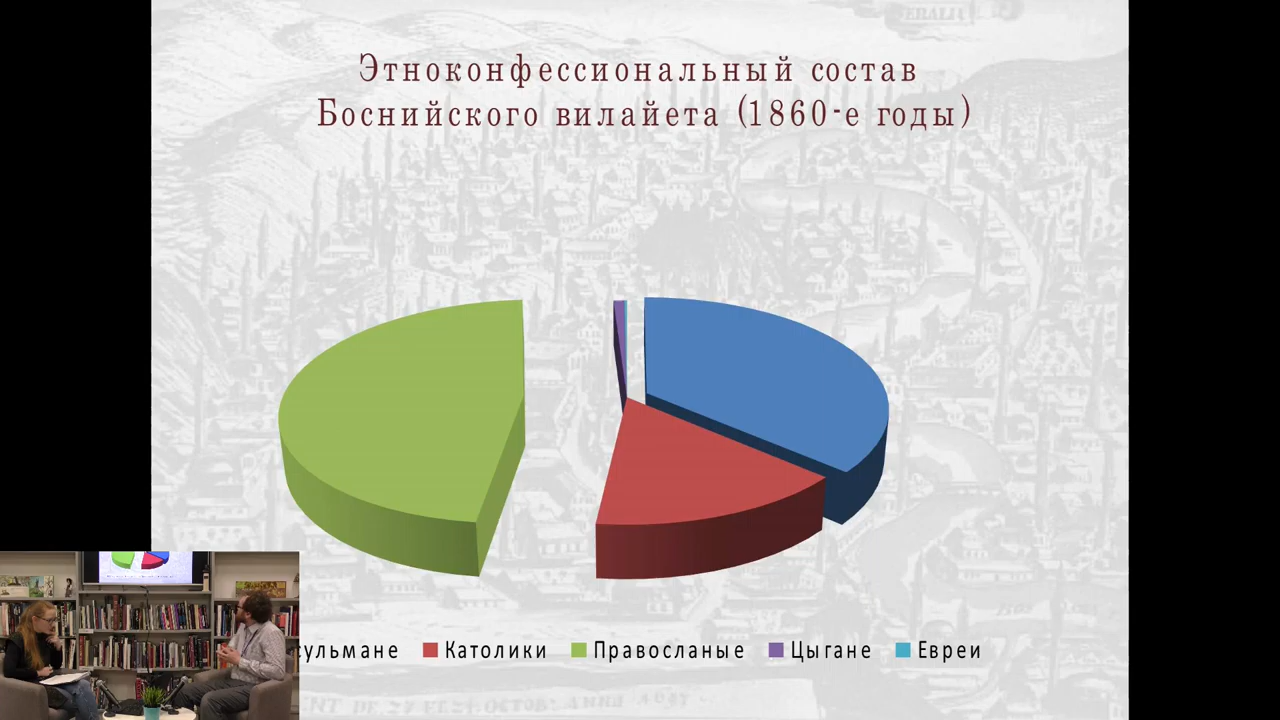 Этноконфессиональный состав
Боснийского вилайета (1860-е годы)
Католики Правосланые Цыгане Евреи